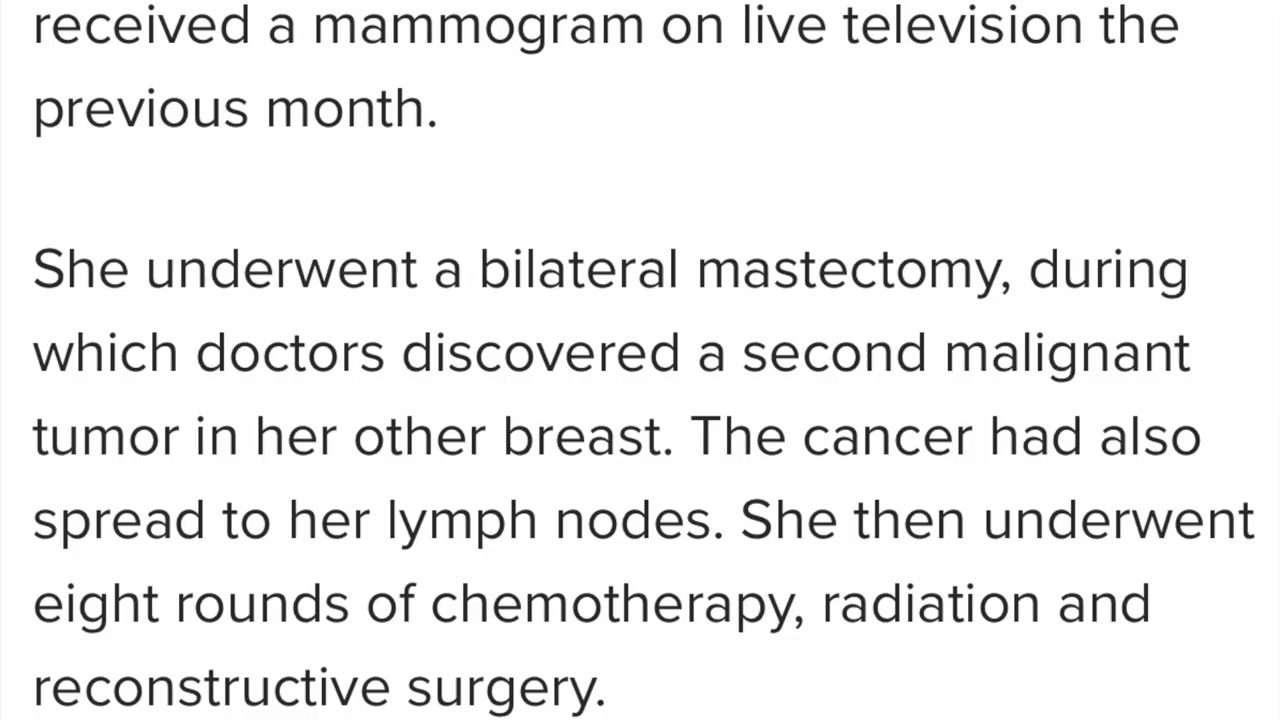 received a mammogram on live television the
previous month.
She underwent a bilateral mastectomy, during
which doctors discovered a second malignant
tumor in her other breast. The cancer had also
spread to her lymph nodes. She then underwent
eight rounds of chemotherapy, radiation and
reconstructive surgery.